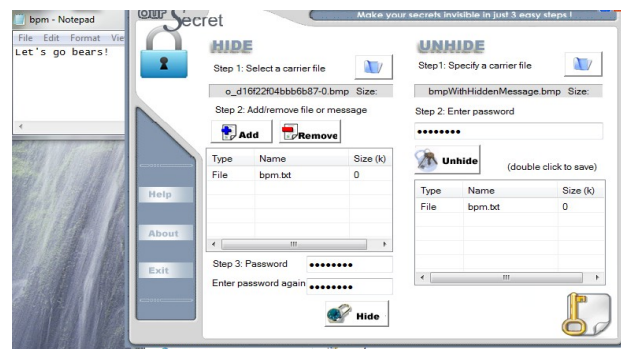 bpm - Notepad
File Edit Format Vie
Let's go bears!
OUR Secret
Make your secrets invisible in just 3 easy steps !
HIDE
Step 1: Select a carrier file
o_d16f22f04bbb6b87-0.bmp Size:
Step 2: Add/remove file or message
Add Remove
Type Name Size (k)
File bpm.txt 0
Step 3: Password ••••••••
Enter password again ••••••••
Hide
UNHIDE
Step1: Specify a carrier file
bmpWithHiddenMessage.bmp Size:
Step 2: Enter password
••••••••
Unhide (double click to save)
Type Name Size (k)
File bpm.txt 0
Help
About
Exit